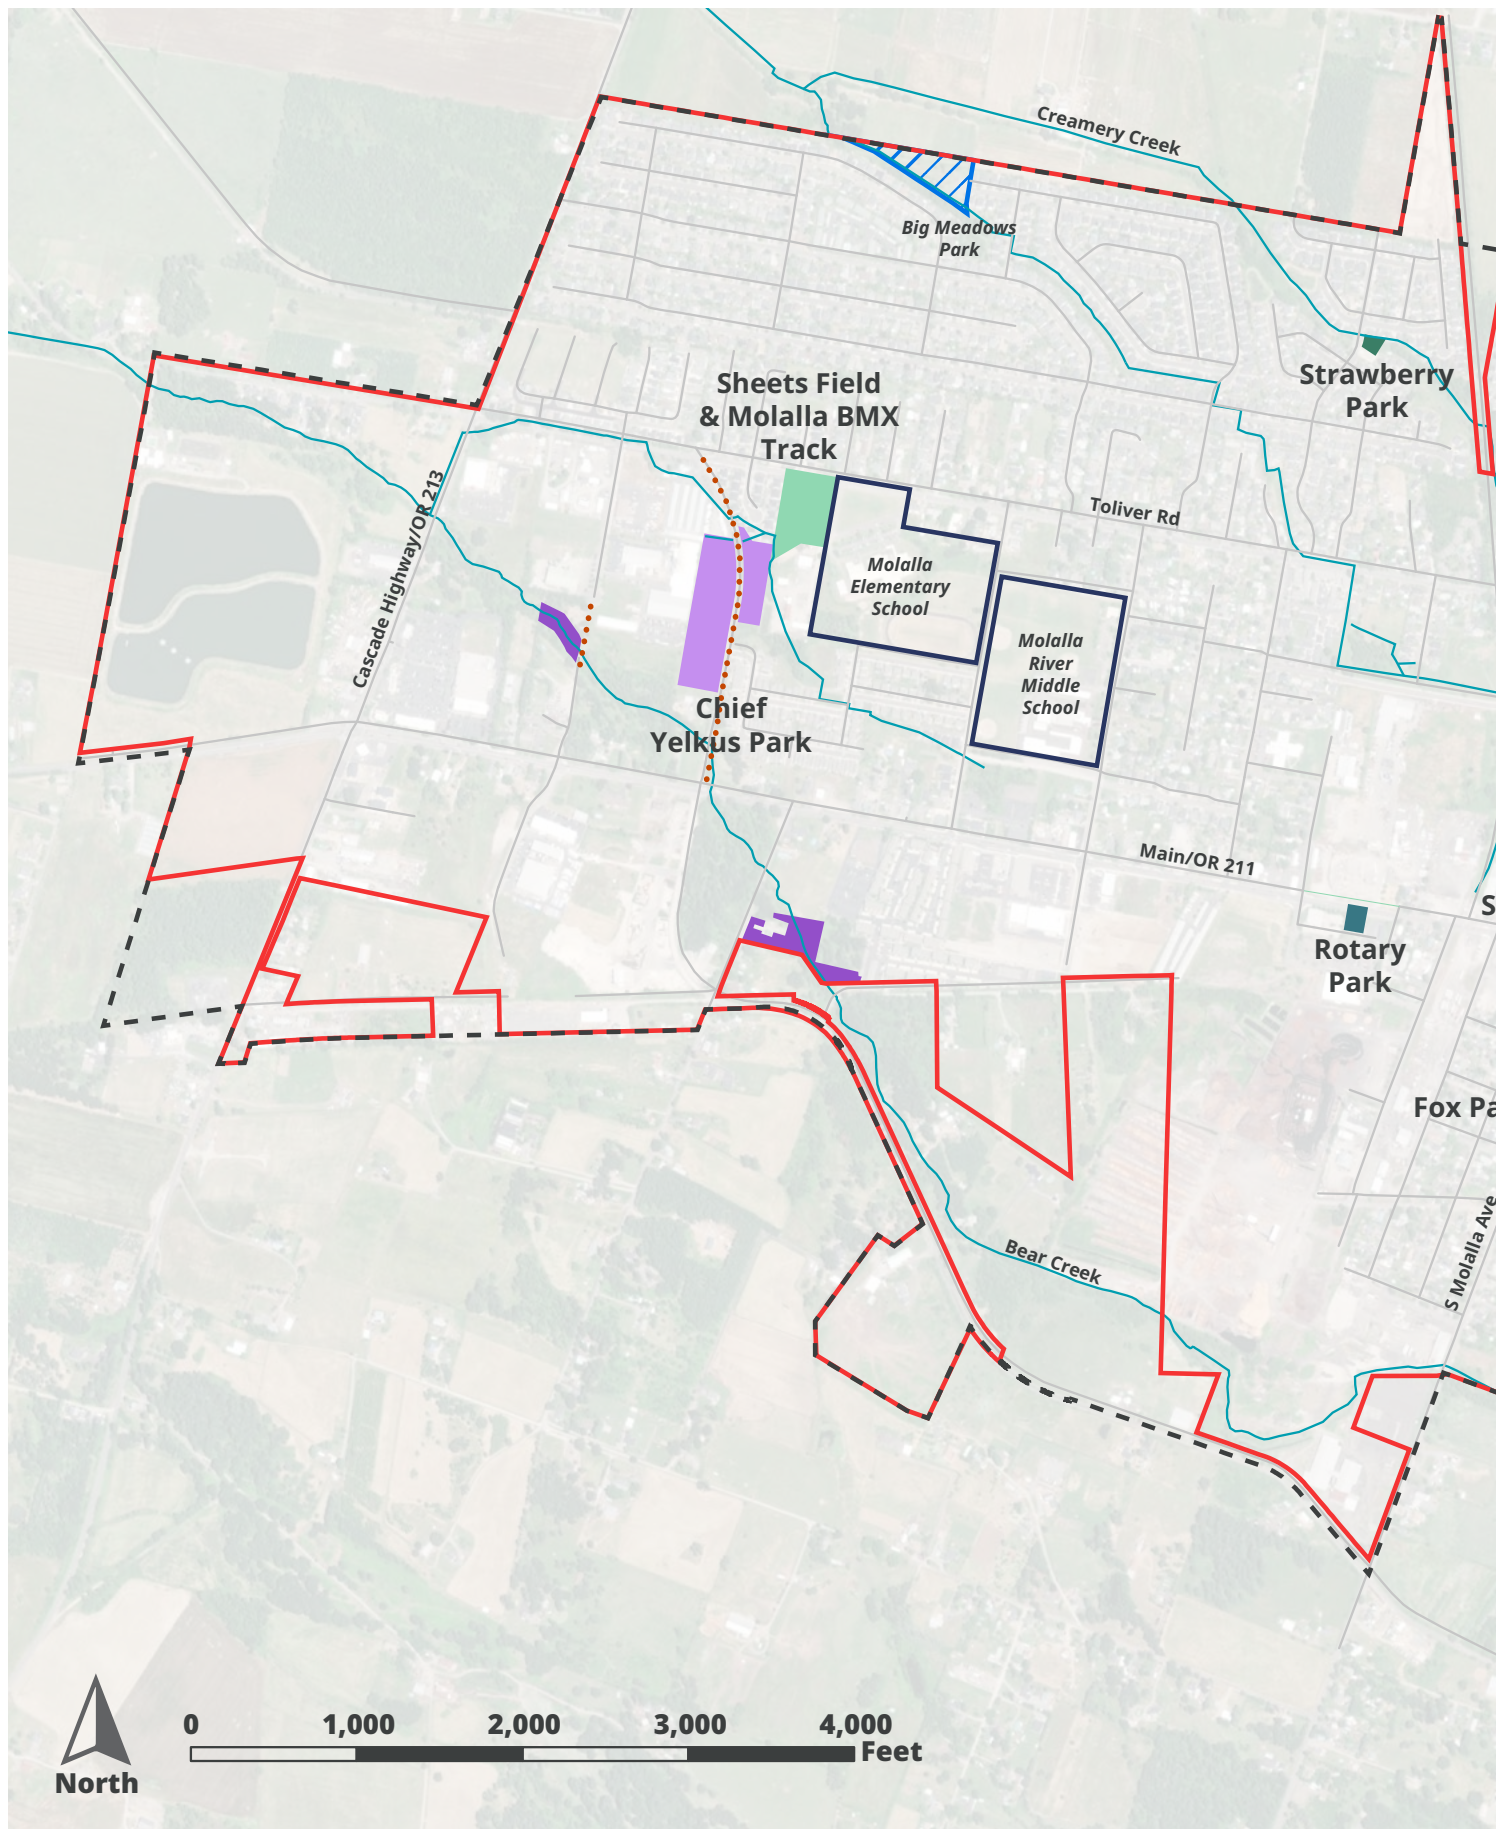 Creamery Creek
Big Meadows
Park
Strawberry
Park
Sheets Field
& Molalla BMX
Track
Cascade Highway/OR 213
Toliver Rd
Molalla
Elementary
School
Molalla
River
Middle
School
Chief
Yelkus Park
Main/OR 211
S
Rotary
Park
Fox Pa
S Molalla Ave
Bear Creek
0 1,000 2,000 3,000 4,000
Feet
North